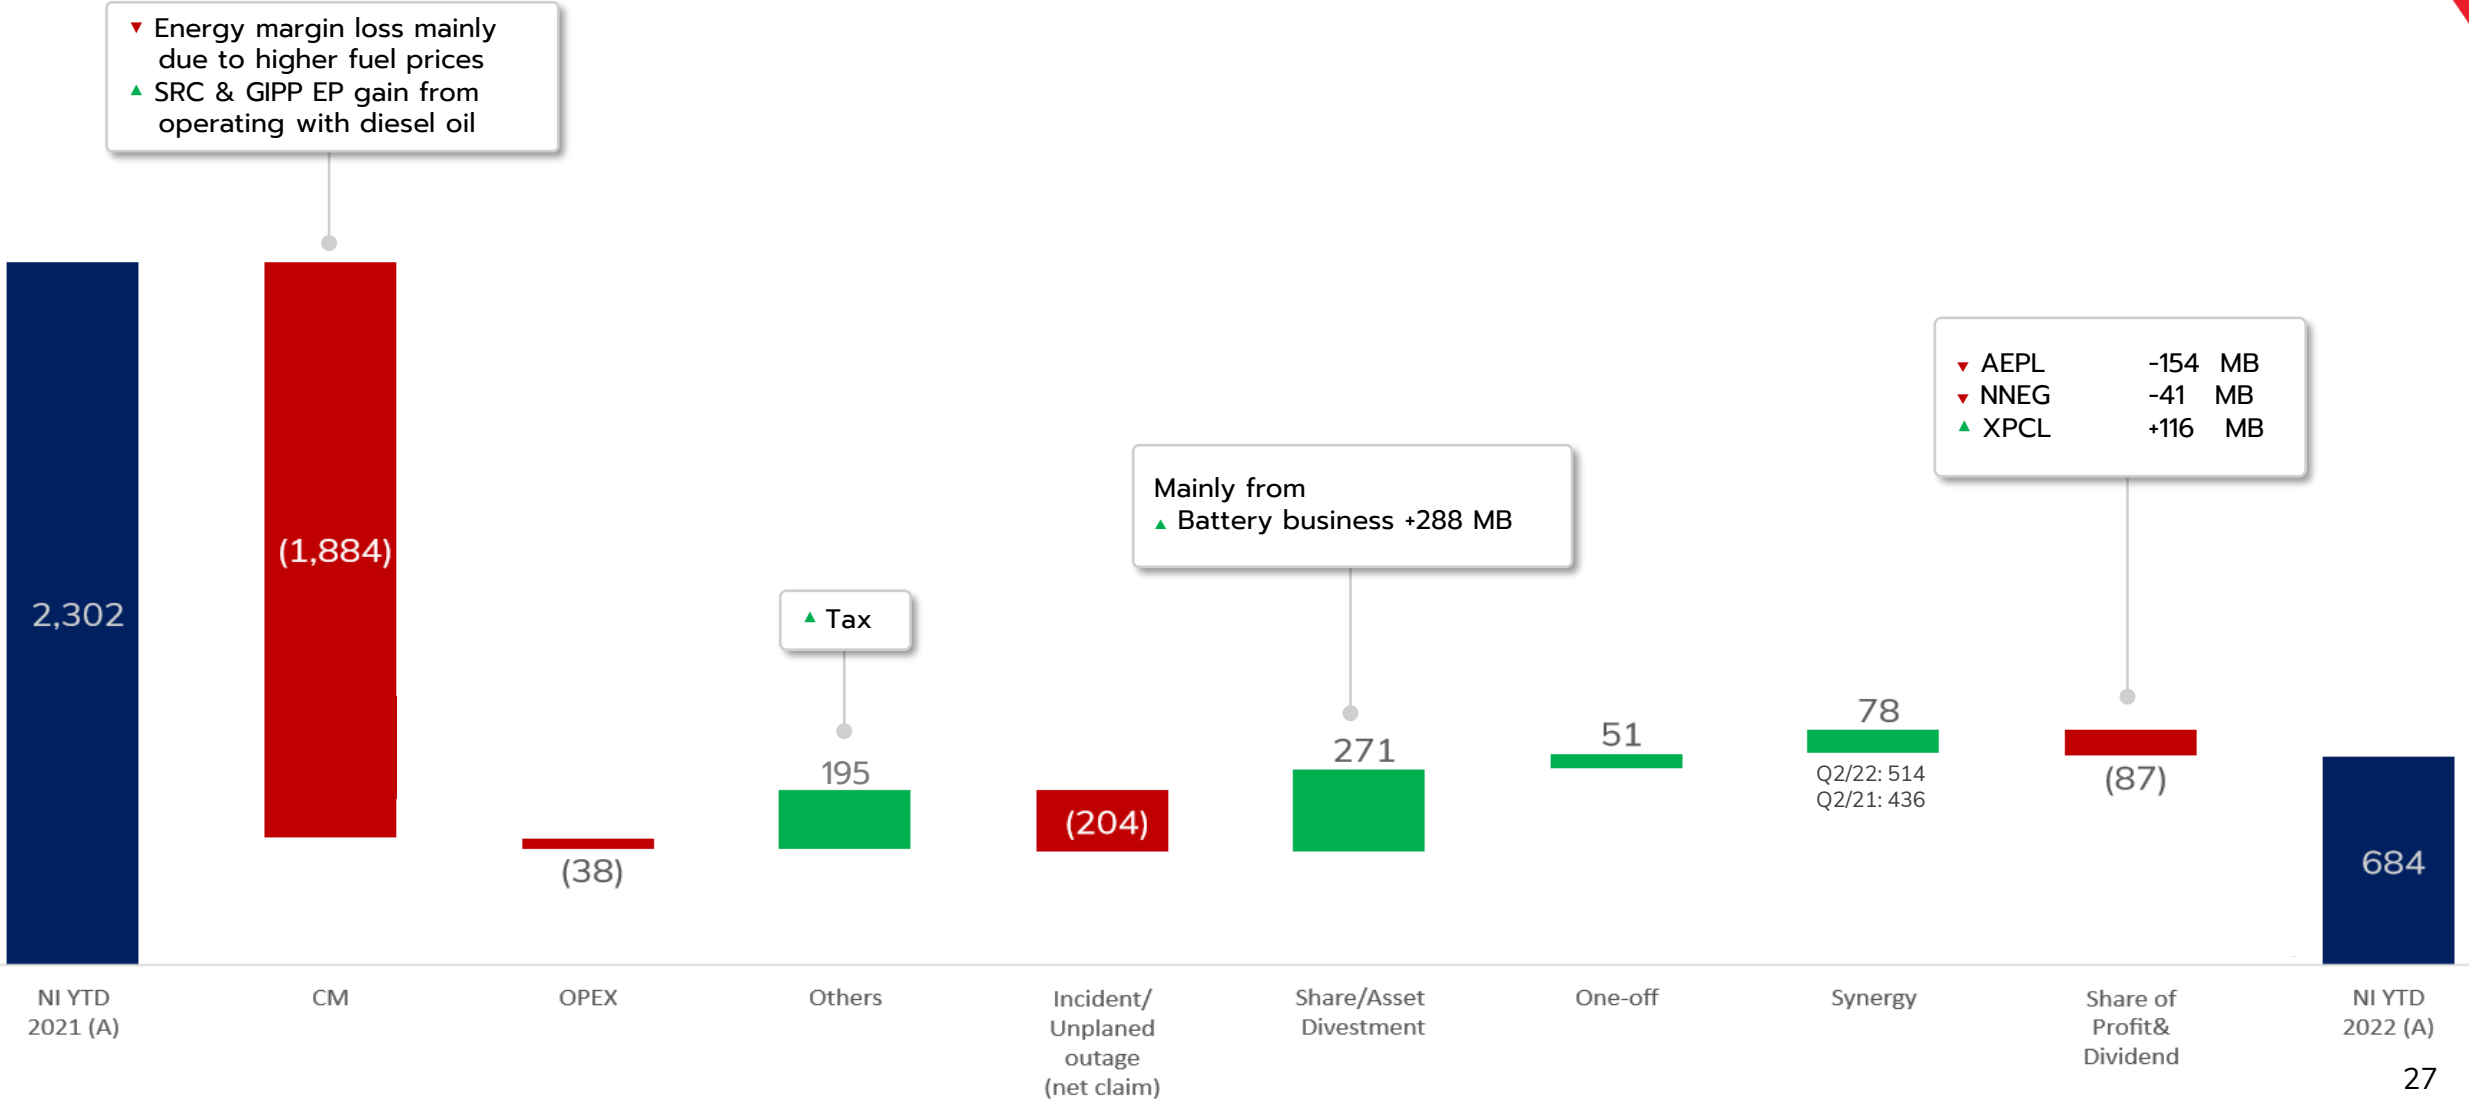 ▼ Energy margin loss mainly
due to higher fuel prices
▲ SRC & GIPP EP gain from
operating with diesel oil
▼ AEPL -154 MB
▼ NNEG -41 MB
▲ XPCL +116 MB
Mainly from
▲ Battery business +288 MB
▲ Tax
2,302
(1,884)
(38)
195
(204)
271
51
78
Q2/22: 514
Q2/21: 436
(87)
684
NI YTD
2021 (A)
CM
OPEX
Others
Incident/
Unplaned
outage
(net claim)
Share/Asset
Divestment
One-off
Synergy
Share of
Profit&
Dividend
NI YTD
2022 (A)
27